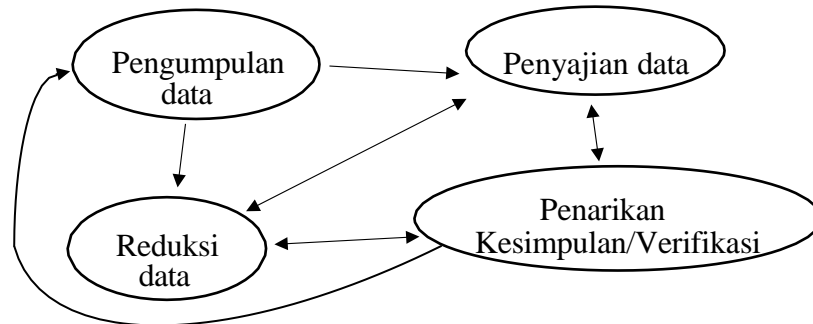 Pengumpulan
data
Penyajian data
Reduksi
data
Penarikan
Kesimpulan/Verifikasi